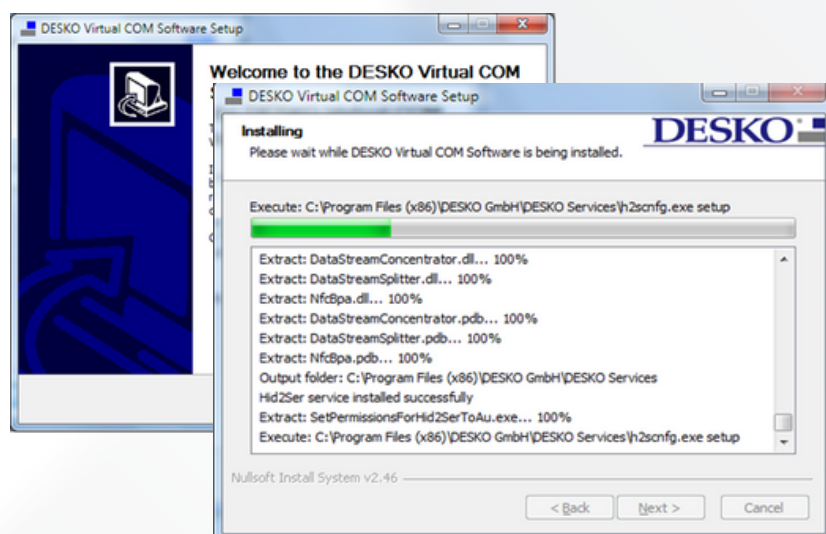 DESKO Virtual COM Software Setup
Welcome to the DESKO Virtual COM
DESKO Virtual COM Software Setup
Installing
DESKO
Please wait while DESKO Virtual COM Software is being installed.
Execute: C:\Program Files (x86)\DESKO GmbH\DESKO Services\h2scnfg.exe setup
Extract: DataStreamConcentrator.dll... 100%
Extract: DataStreamSplitter.dll... 100%
Extract: NfcBpa.dll... 100%
Extract: DataStreamConcentrator.pdb... 100%
Extract: DataStreamSplitter.pdb... 100%
Extract: NfcBpa.pdb... 100%
Output folder: C:\Program Files (x86)\DESKO GmbH\DESKO Services
Hid2Ser service installed successfully
Extract: SetPermissionsForHid2SerToAu.exe... 100%
Execute: C:\Program Files (x86)\DESKO GmbH\DESKO Services\h2scnfg.exe setup
Nullsoft Install System v2.46
< Back
Next >
Cancel